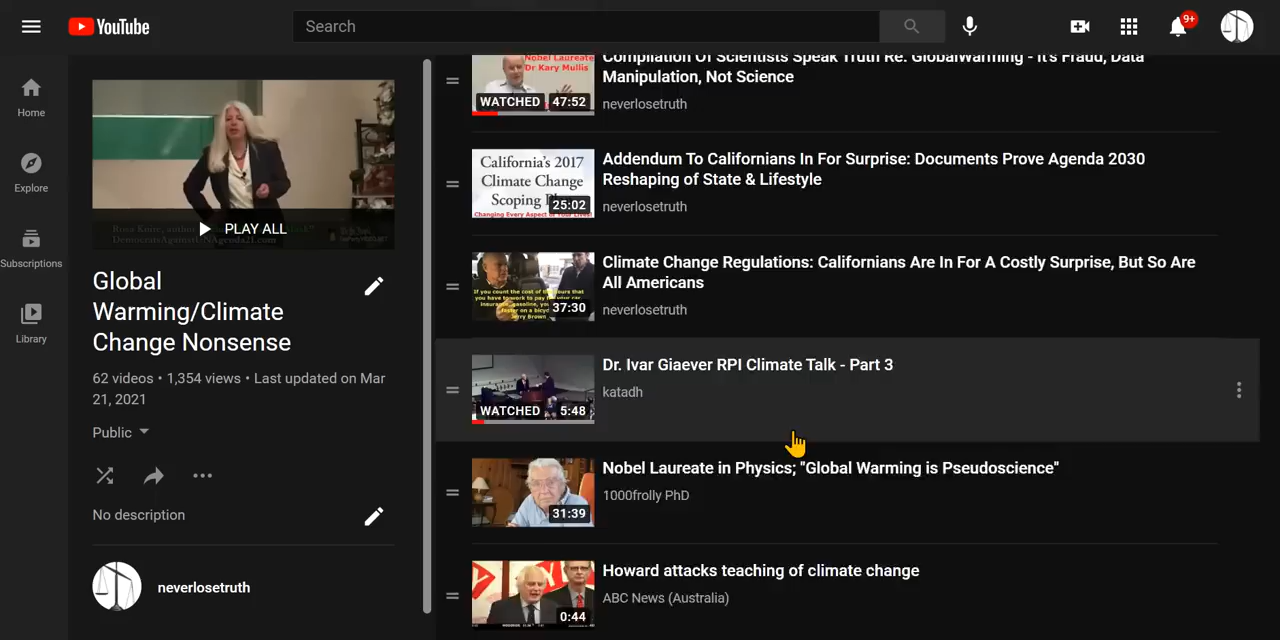 YouTube
Search
9+
Home
Explore
Subscriptions
Library
PLAY ALL
Global
Warming/Climate
Change Nonsense
62 videos • 1,354 views • Last updated on Mar
21, 2021
Public
No description
neverlosetruth
Nobel Laureate
Dr Kary Mullis
WATCHED 47:52
Compilation Of Scientists Speak Truth Re. GlobalWarming - It's Fraud, Data
Manipulation, Not Science
neverlosetruth
California's 2017
Climate Change
Scoping
25:02
Addendum To Californians In For Surprise: Documents Prove Agenda 2030
Reshaping of State & Lifestyle
neverlosetruth
37:30
Climate Change Regulations: Californians Are In For A Costly Surprise, But So Are
All Americans
neverlosetruth
WATCHED 5:48
Dr. Ivar Giaever RPI Climate Talk - Part 3
katadh
31:39
Nobel Laureate in Physics; "Global Warming is Pseudoscience"
1000frolly PhD
0:44
Howard attacks teaching of climate change
ABC News (Australia)